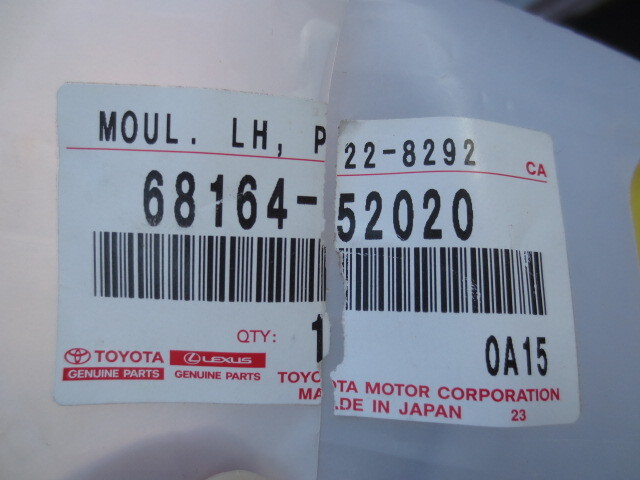 MOUL. LH, P 22-8292
CA
68164-52020
QTY: 1
0A15
TOYOTA LEXUS
GENUINE PARTS GENUINE PARTS
TOYOTA MOTOR CORPORATION
MADE IN JAPAN 23